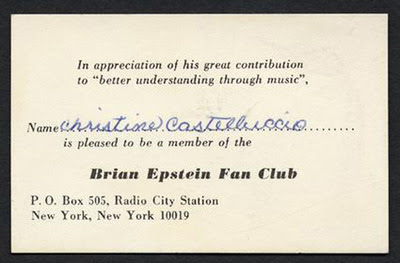 In appreciation of his great contribution
to "better understanding through music",
Name Christine Castelluccio
is pleased to be a member of the
Brian Epstein Fan Club
P. O. Box 505, Radio City Station
New York, New York 10019